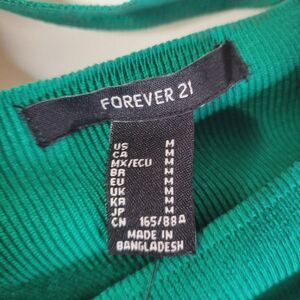 FOREVER 21
US M
CA M
MX/ECU M
BR M
EU M
UK M
KR M
JP M
CN 165/88A
MADE IN
BANGLADESH